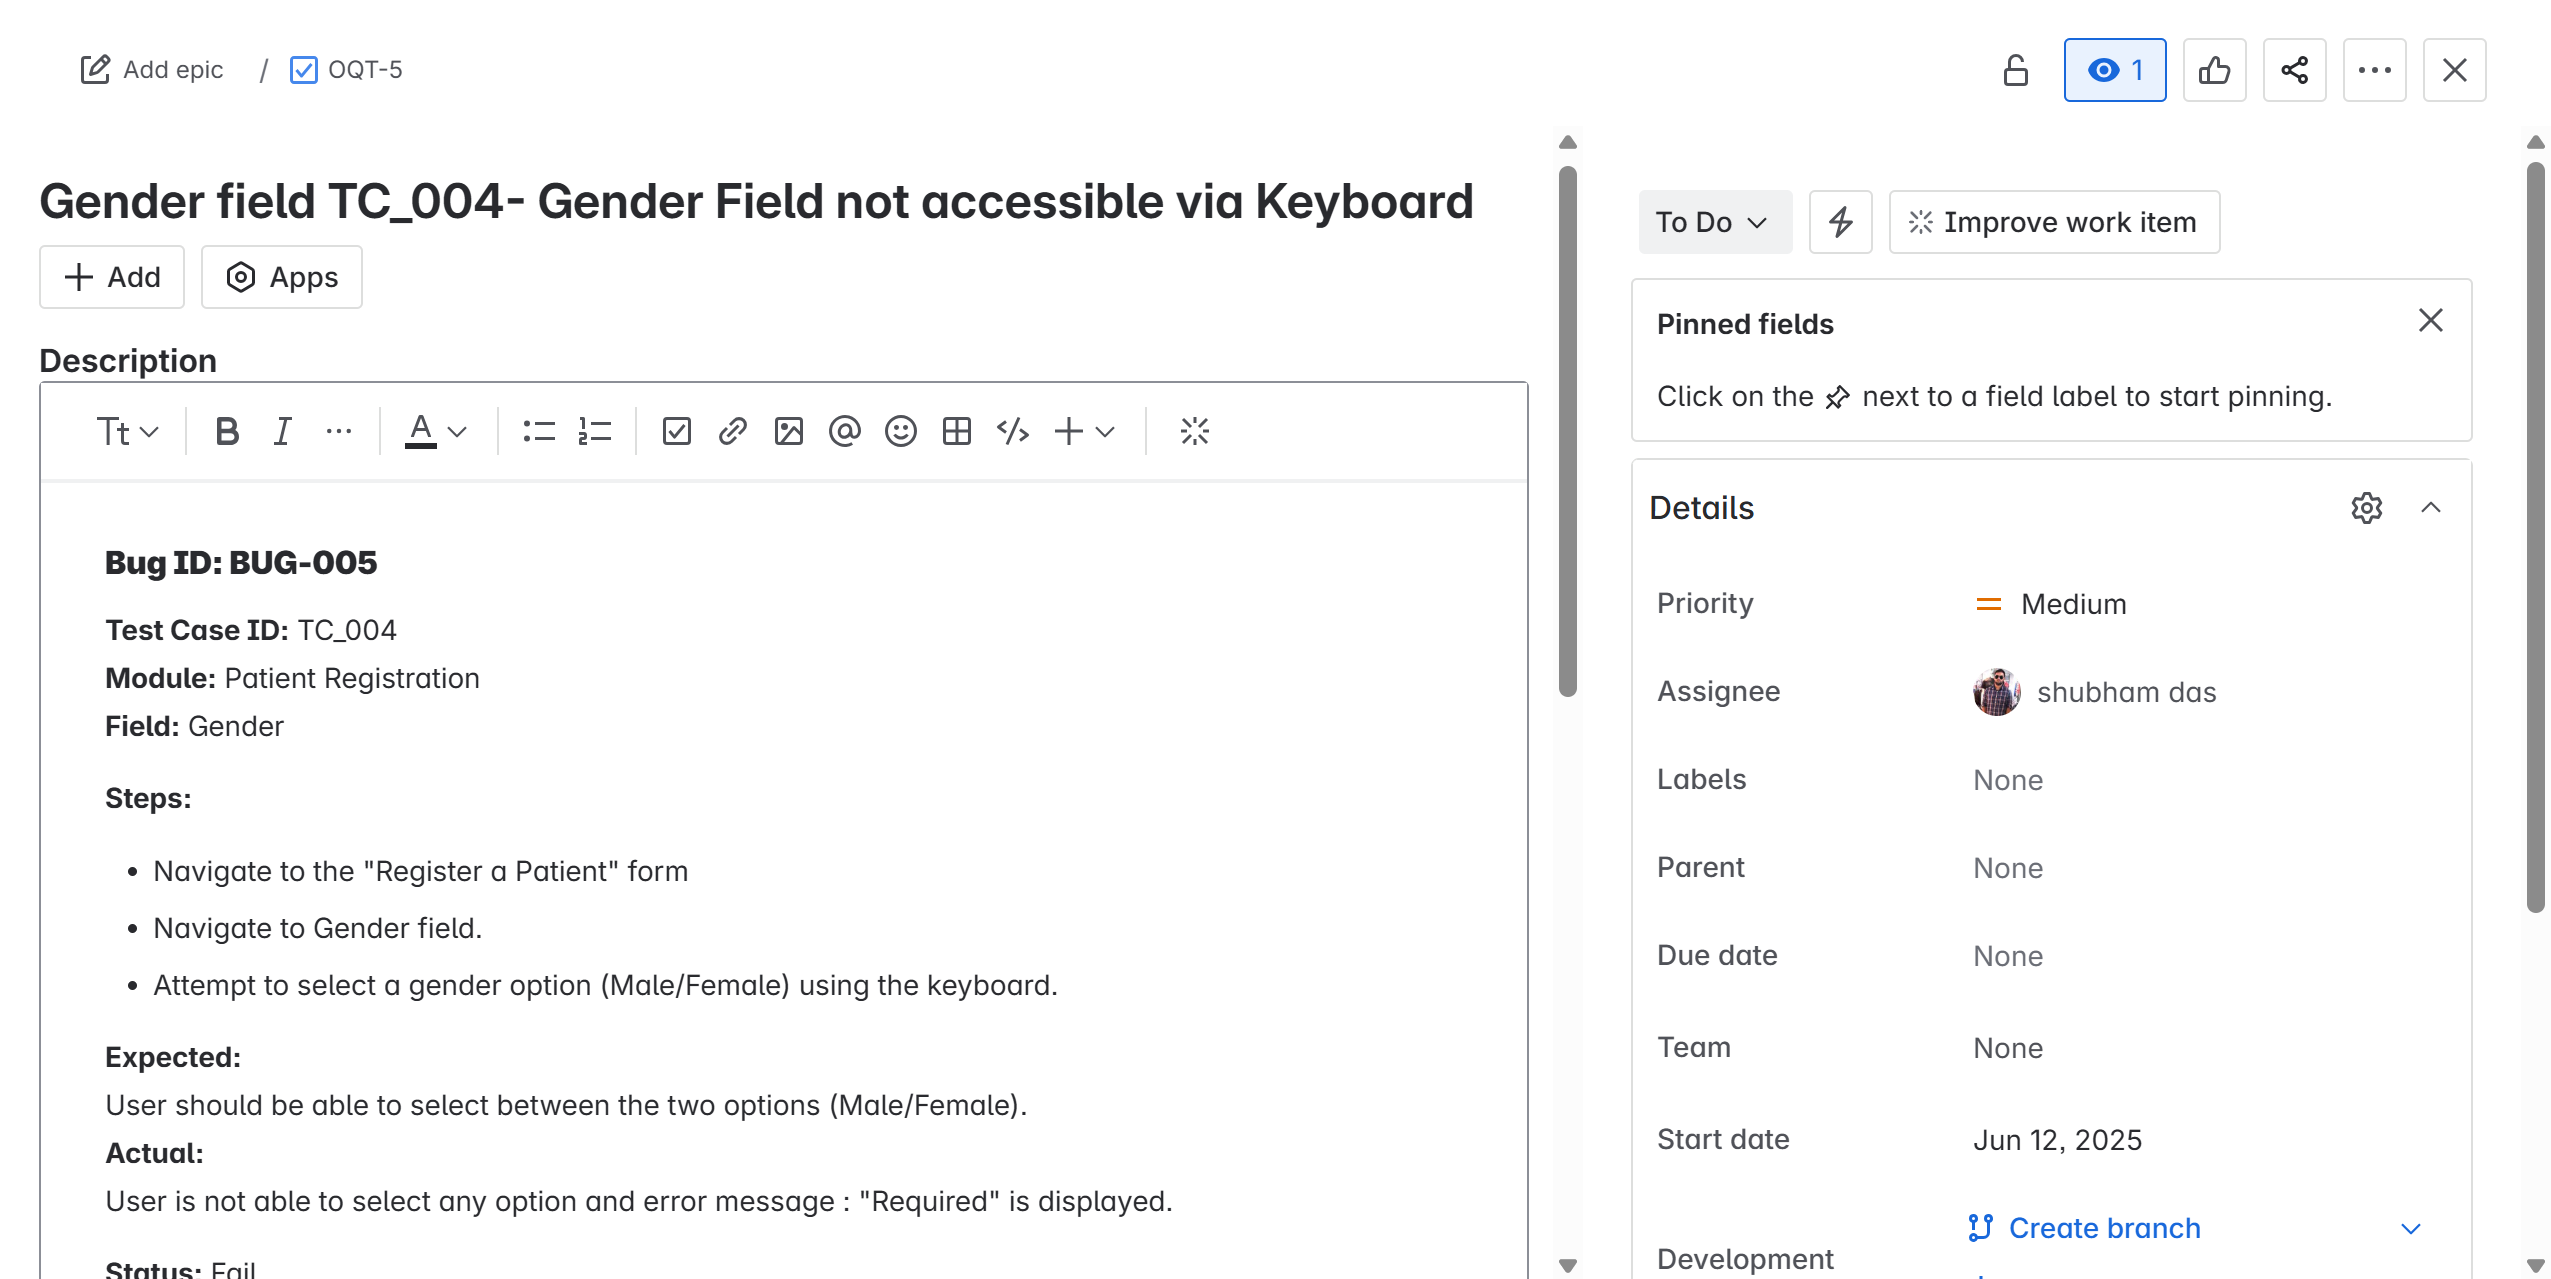 Add epic / OQT-5
1
Gender field TC_004- Gender Field not accessible via Keyboard
Add
Apps
Description
Tt B I A @ </>
Bug ID: BUG-005
Test Case ID: TC_004
Module: Patient Registration
Field: Gender
Steps:
• Navigate to the "Register a Patient" form
• Navigate to Gender field.
• Attempt to select a gender option (Male/Female) using the keyboard.
Expected:
User should be able to select between the two options (Male/Female).
Actual:
User is not able to select any option and error message : "Required" is displayed.
Status: Fail
To Do
Improve work item
Pinned fields
Click on the next to a field label to start pinning.
Details
Priority Medium
Assignee shubham das
Labels None
Parent None
Due date None
Team None
Start date Jun 12, 2025
Development Create branch